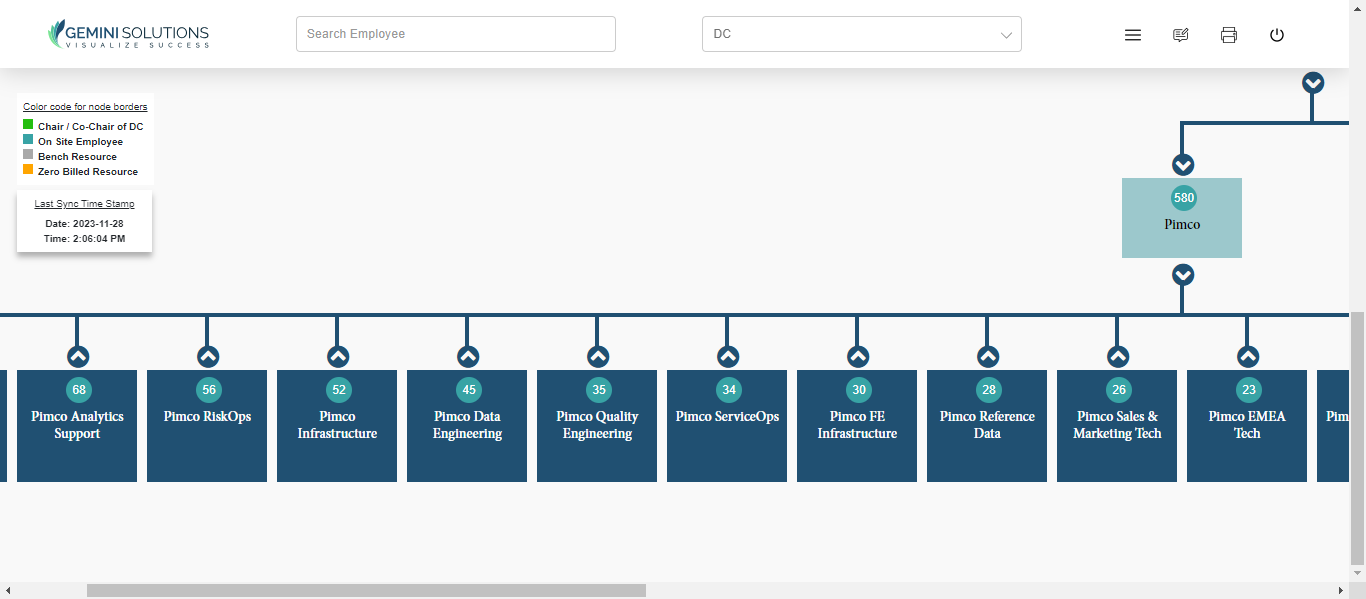 GEMINI SOLUTIONS
VISUALIZE SUCCESS
Search Employee
DC
Color code for node borders
Chair / Co-Chair of DC
On Site Employee
Bench Resource
Zero Billed Resource
Last Sync Time Stamp
Date: 2023-11-28
Time: 2:06:04 PM
580
Pimco
68
Pimco Analytics
Support
56
Pimco RiskOps
52
Pimco
Infrastructure
45
Pimco Data
Engineering
35
Pimco Quality
Engineering
34
Pimco ServiceOps
30
Pimco FE
Infrastructure
28
Pimco Reference
Data
26
Pimco Sales &
Marketing Tech
23
Pimco EMEA
Tech
Pim